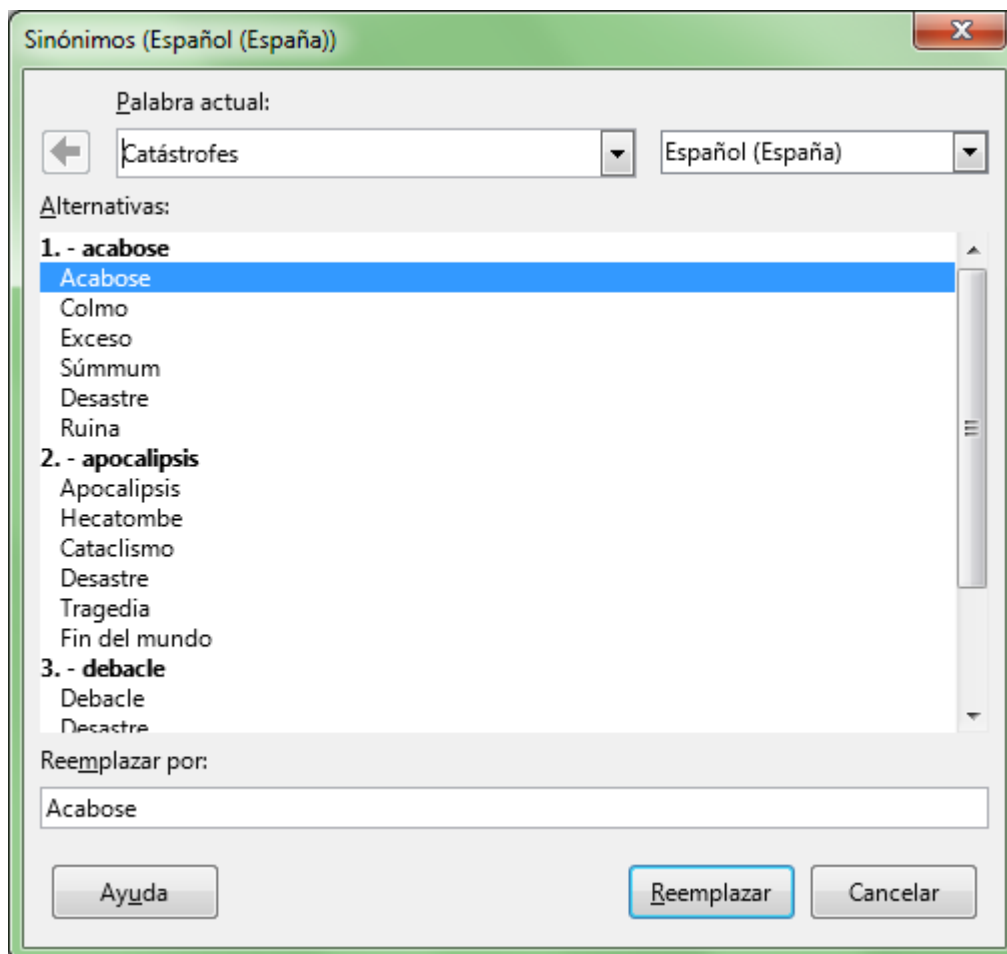 Sinónimos (Español (España))
Palabra actual:
Catástrofes
Español (España)
Alternativas:
1. - acabose
Acabose
Colmo
Exceso
Súmmum
Desastre
Ruina
2. - apocalipsis
Apocalipsis
Hecatombe
Cataclismo
Desastre
Tragedia
Fin del mundo
3. - debacle
Debacle
Desastre
Reemplazar por:
Acabose
Ayuda
Reemplazar
Cancelar